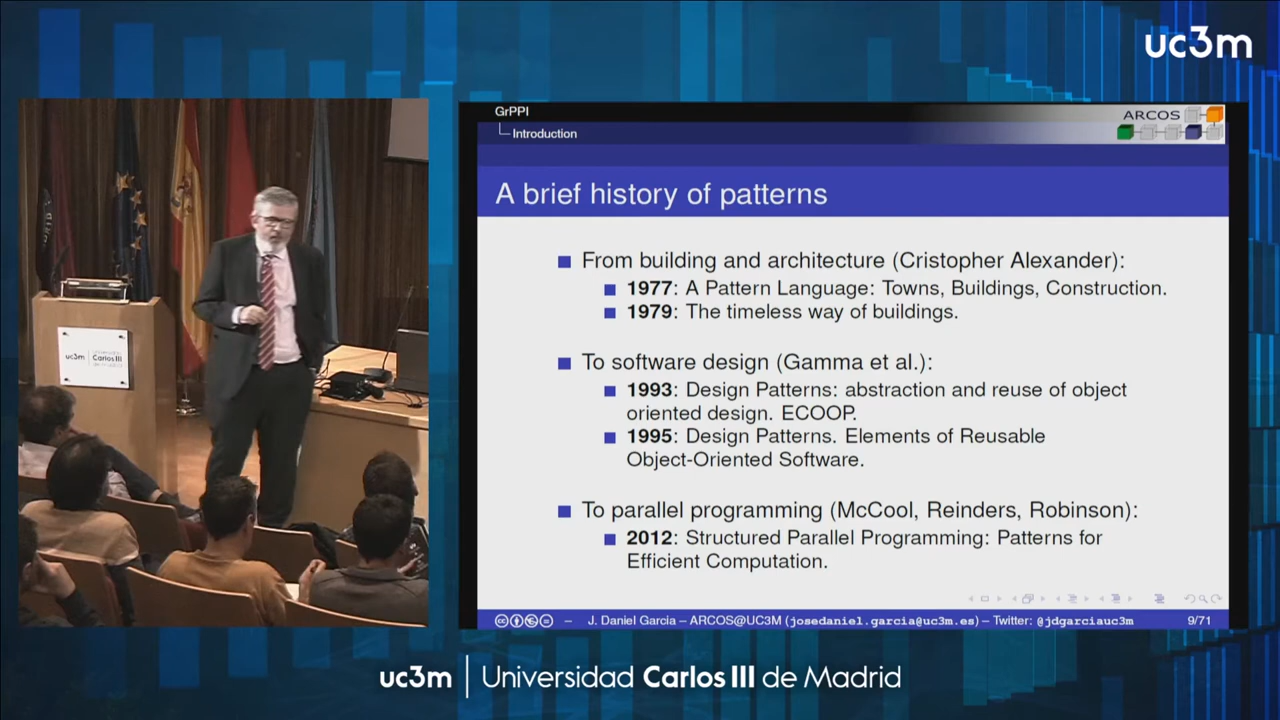 uc3m
GrPPI
Introduction
ARCOS
A brief history of patterns
From building and architecture (Cristopher Alexander):
1977: A Pattern Language: Towns, Buildings, Construction.
1979: The timeless way of buildings.
To software design (Gamma et al.):
1993: Design Patterns: abstraction and reuse of object
oriented design. ECOOP.
1995: Design Patterns. Elements of Reusable
Object-Oriented Software.
To parallel programming (McCool, Reinders, Robinson):
2012: Structured Parallel Programming: Patterns for
Efficient Computation.
– J. Daniel Garcia – ARCOS@UC3M (josedaniel.garcia@uc3m.es) – Twitter: @jdgarciauc3m 9/71
uc3m
Universidad
Carlos III
de Madrid
uc3m | Universidad Carlos III de Madrid